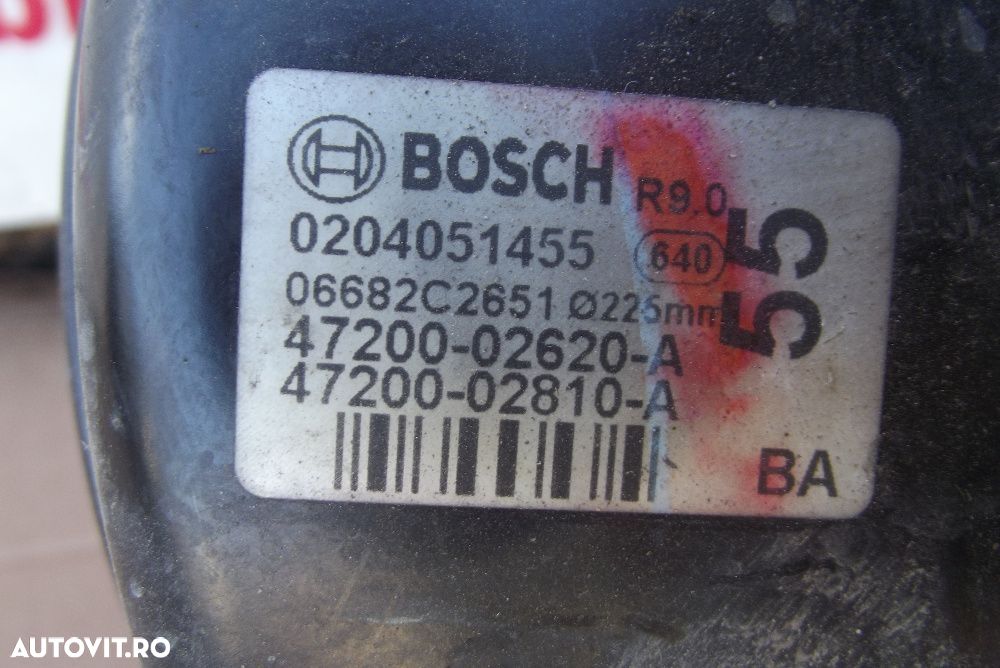 BOSCH R9.0
0204051455 640
06682C2651 Ø225mm
47200-02620-A
47200-02810-A
55
BA
AUTOVIT.RO